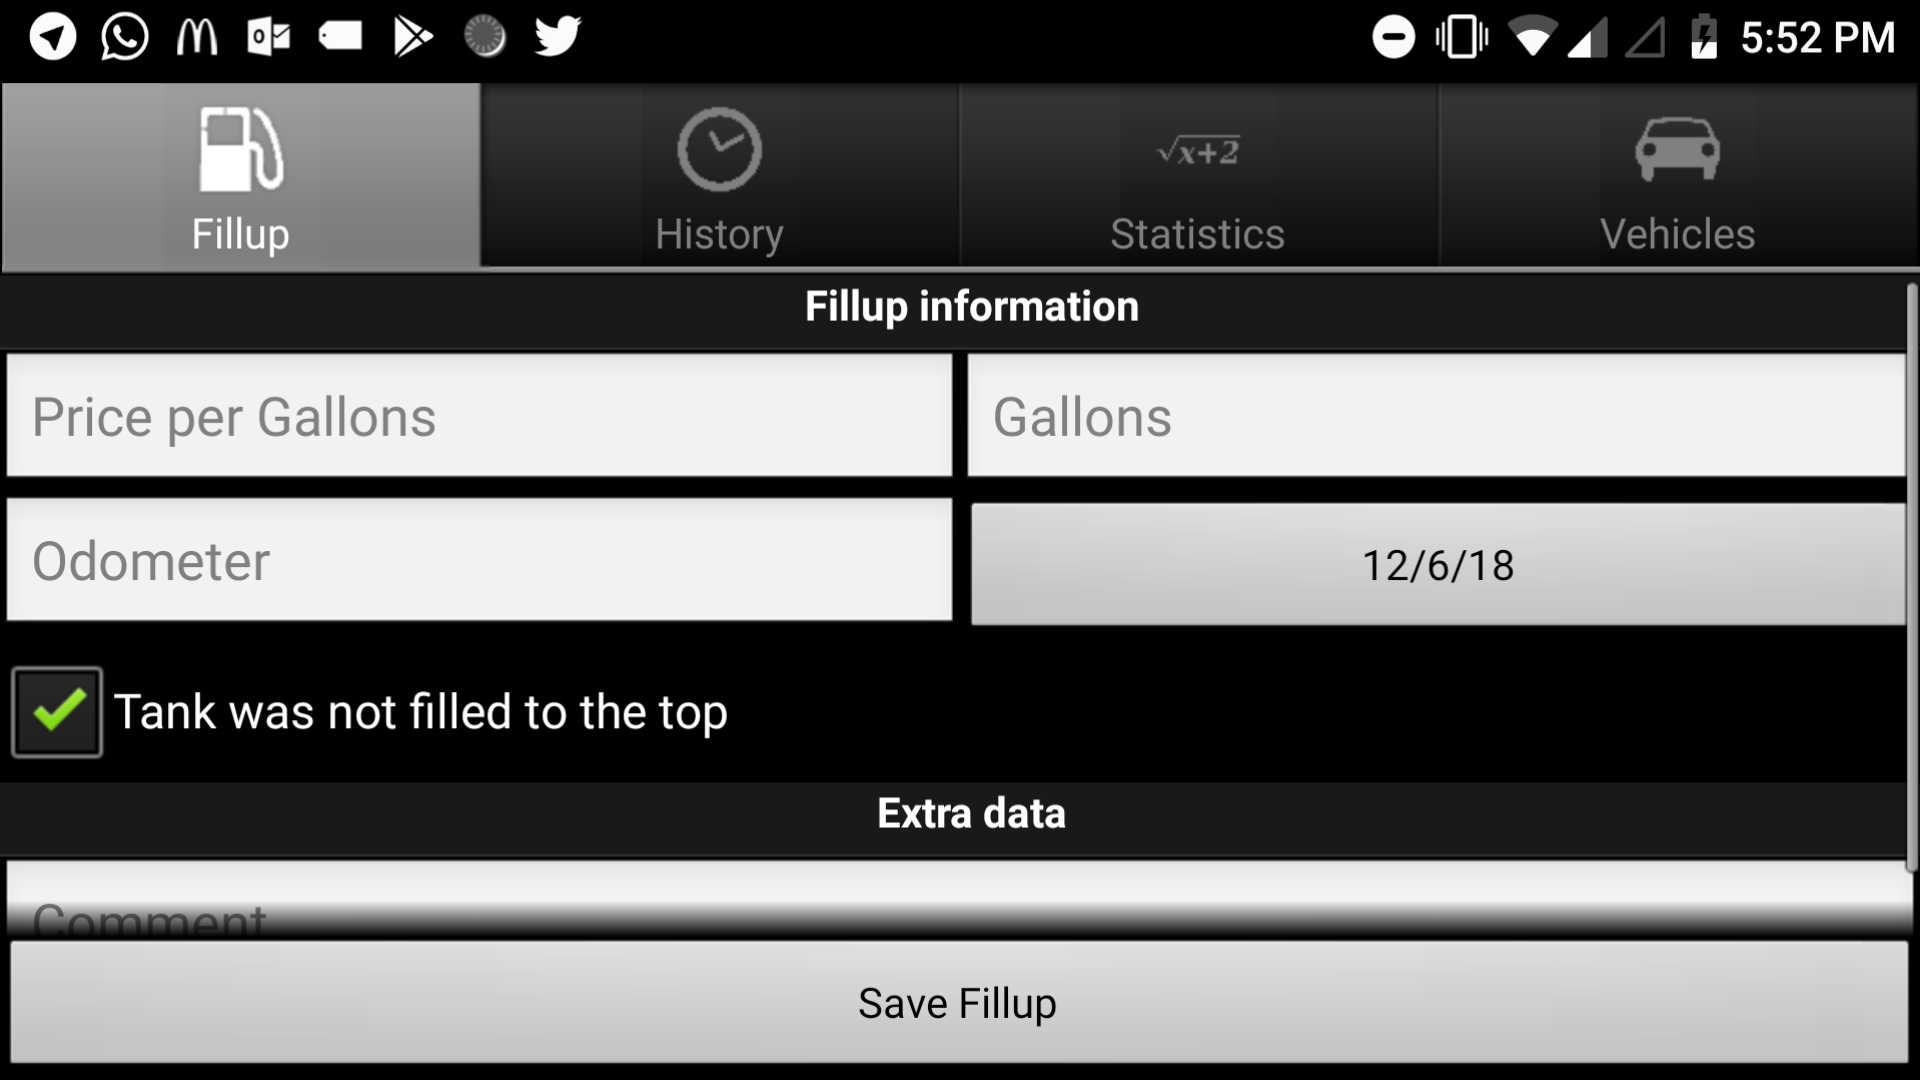 5:52 PM
Fillup
History
√x+2
Statistics
Vehicles
Fillup information
Price per Gallons
Gallons
Odometer
12/6/18
Tank was not filled to the top
Extra data
Comment
Save Fillup